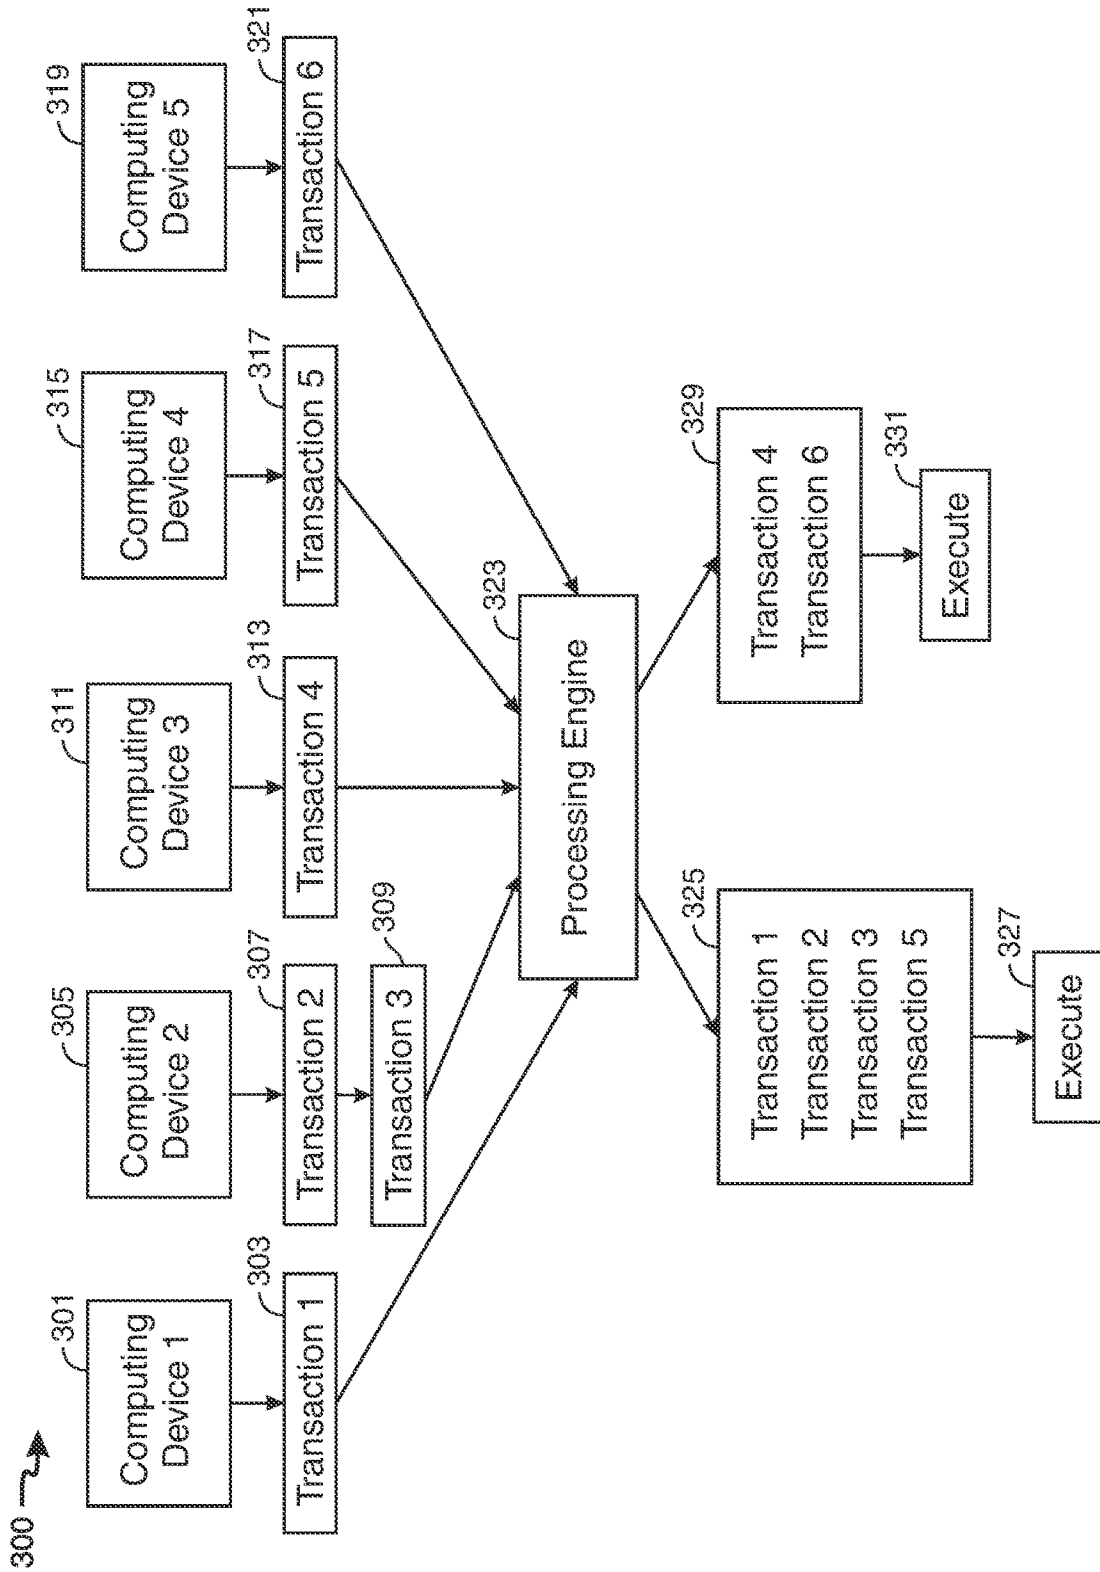 300
301
Computing
Device 1
305
Computing
Device 2
311
Computing
Device 3
315
Computing
Device 4
319
Computing
Device 5
303
Transaction 1
307
Transaction 2
309
Transaction 3
313
Transaction 4
317
Transaction 5
321
Transaction 6
323
Processing Engine
325
Transaction 1
Transaction 2
Transaction 3
Transaction 5
327
Execute
329
Transaction 4
Transaction 6
331
Execute